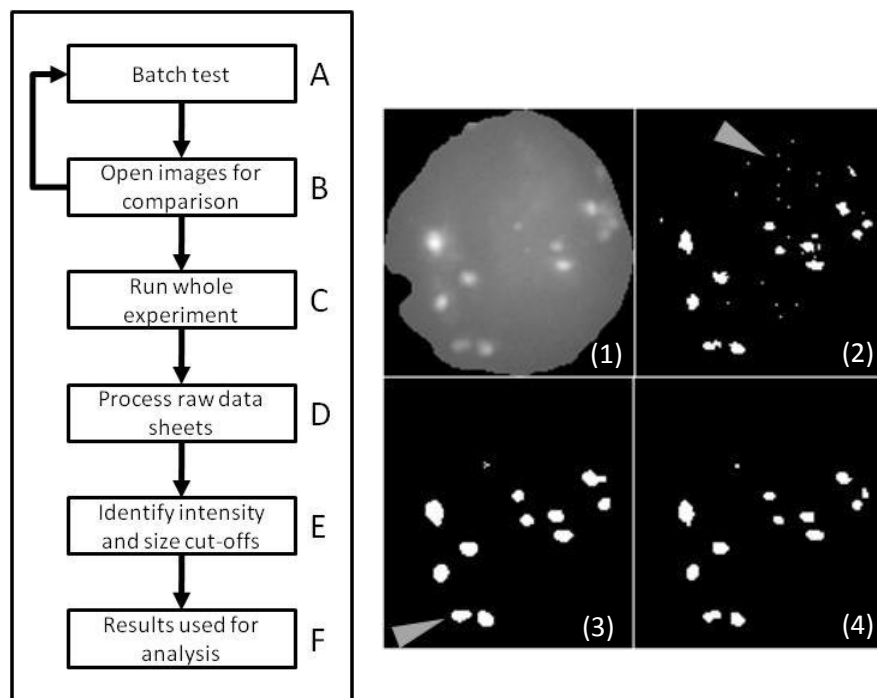 Batch test
A
Open images for
comparison
B
Run whole
experiment
C
Process raw data
sheets
D
Identify intensity
and size cut-offs
E
Results used for
analysis
F
(1)
(2)
(3)
(4)